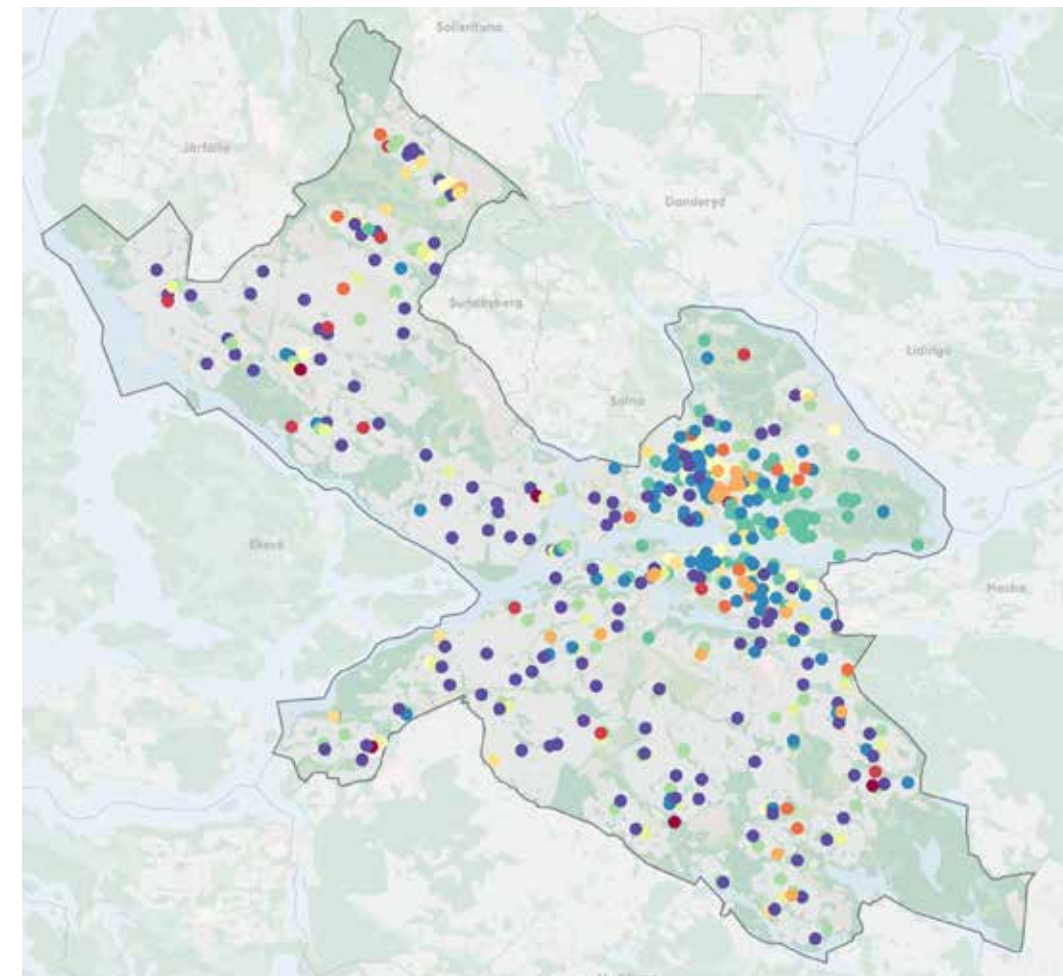 Sollentuna
Järfälla
Danderyd
Sundbyberg
Lidingö
Solna
Ekerö
Nacka